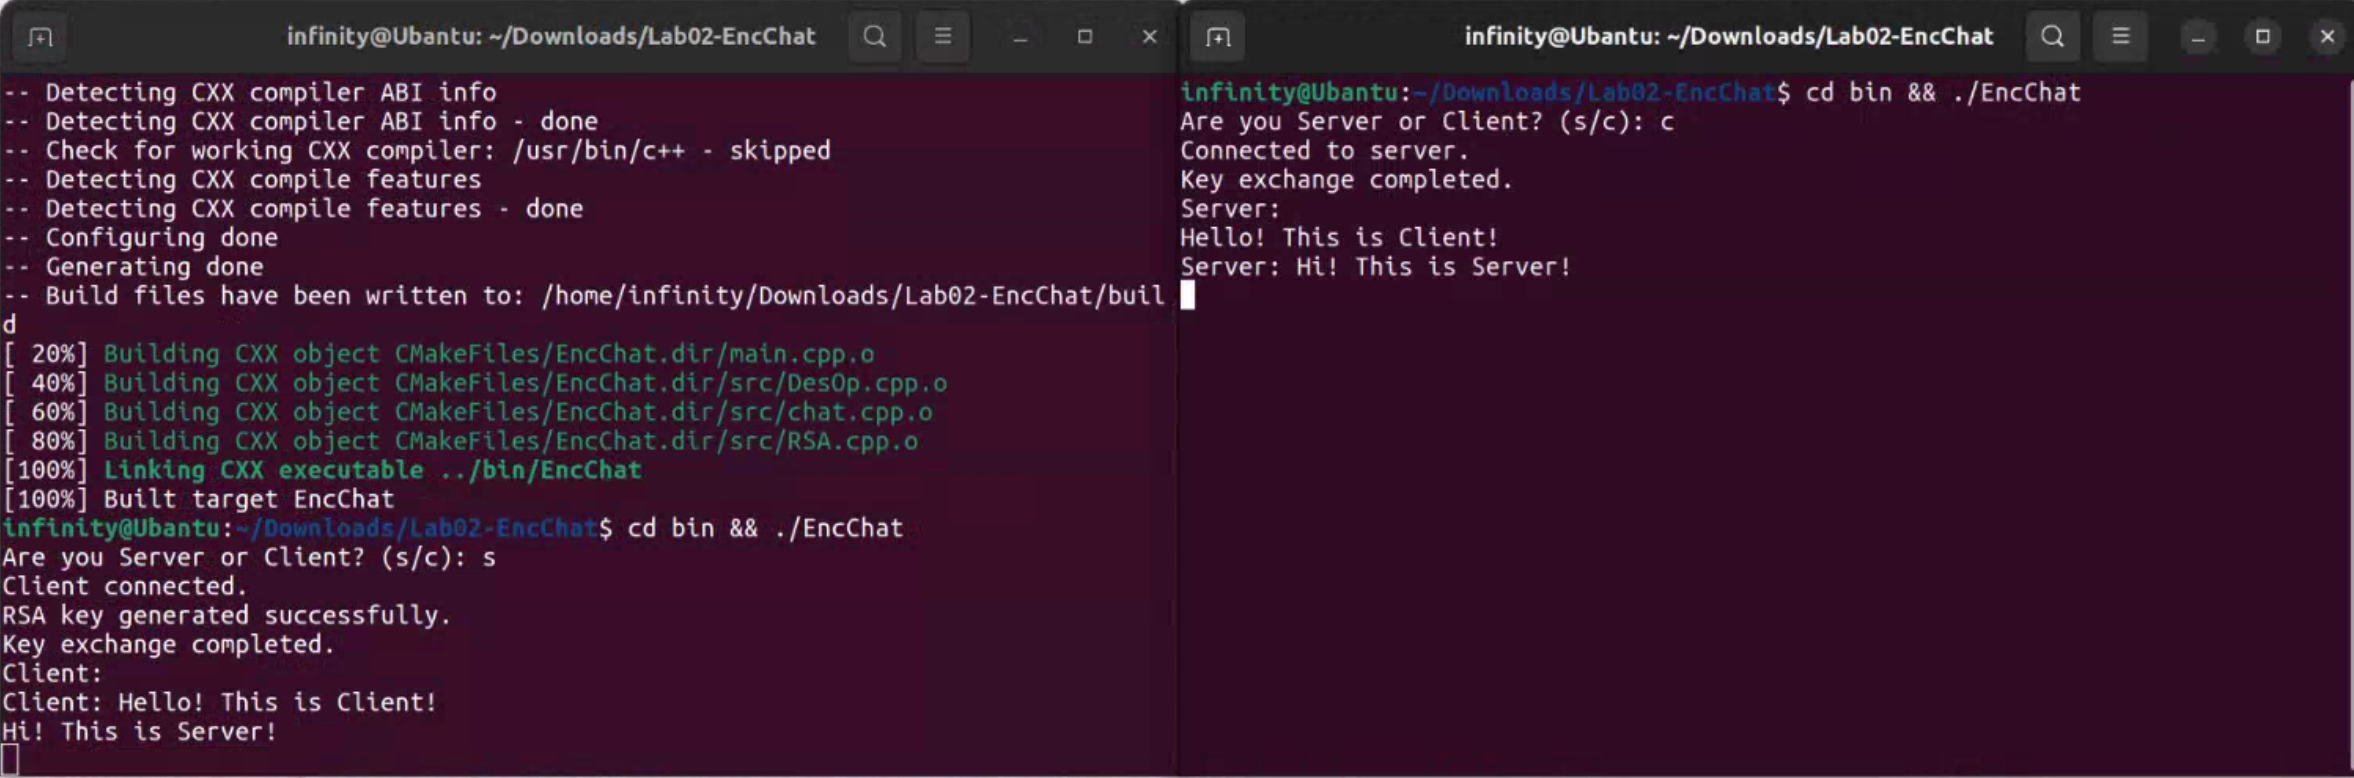 infinity@Ubantu: ~/Downloads/Lab02-EncChat
-- Detecting CXX compiler ABI info
-- Detecting CXX compiler ABI info - done
-- Check for working CXX compiler: /usr/bin/c++ - skipped
-- Detecting CXX compile features
-- Detecting CXX compile features - done
-- Configuring done
-- Generating done
-- Build files have been written to: /home/infinity/Downloads/Lab02-EncChat/buil
d
[ 20%] Building CXX object CMakeFiles/EncChat.dir/main.cpp.o
[ 40%] Building CXX object CMakeFiles/EncChat.dir/src/DesOp.cpp.o
[ 60%] Building CXX object CMakeFiles/EncChat.dir/src/chat.cpp.o
[ 80%] Building CXX object CMakeFiles/EncChat.dir/src/RSA.cpp.o
[100%] Linking CXX executable ../bin/EncChat
[100%] Built target EncChat
infinity@Ubantu:~/Downloads/Lab02-EncChat$ cd bin && ./EncChat
Are you Server or Client? (s/c): s
Client connected.
RSA key generated successfully.
Key exchange completed.
Client:
Client: Hello! This is Client!
Hi! This is Server!
infinity@Ubantu: ~/Downloads/Lab02-EncChat
infinity@Ubantu:~/Downloads/Lab02-EncChat$ cd bin && ./EncChat
Are you Server or Client? (s/c): c
Connected to server.
Key exchange completed.
Server:
Hello! This is Client!
Server: Hi! This is Server!